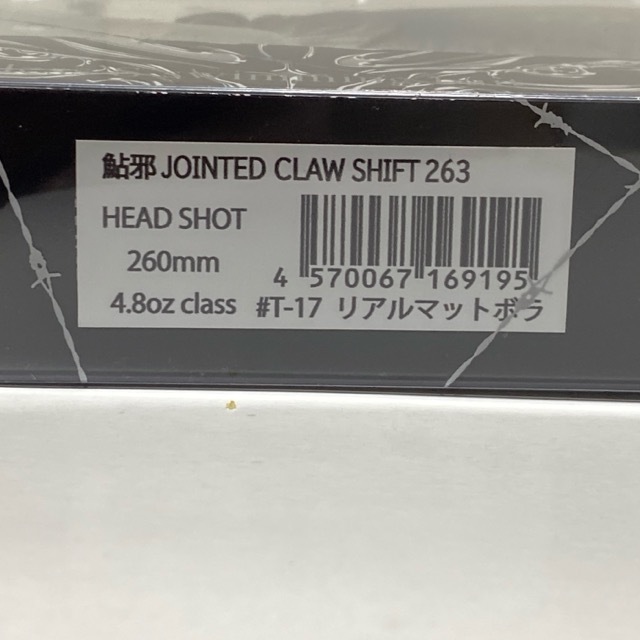 鮎邪 JOINTED CLAW SHIFT 263
HEAD SHOT
260mm
4 570067 169195
4.8oz class #T-17 リアルマットボラ